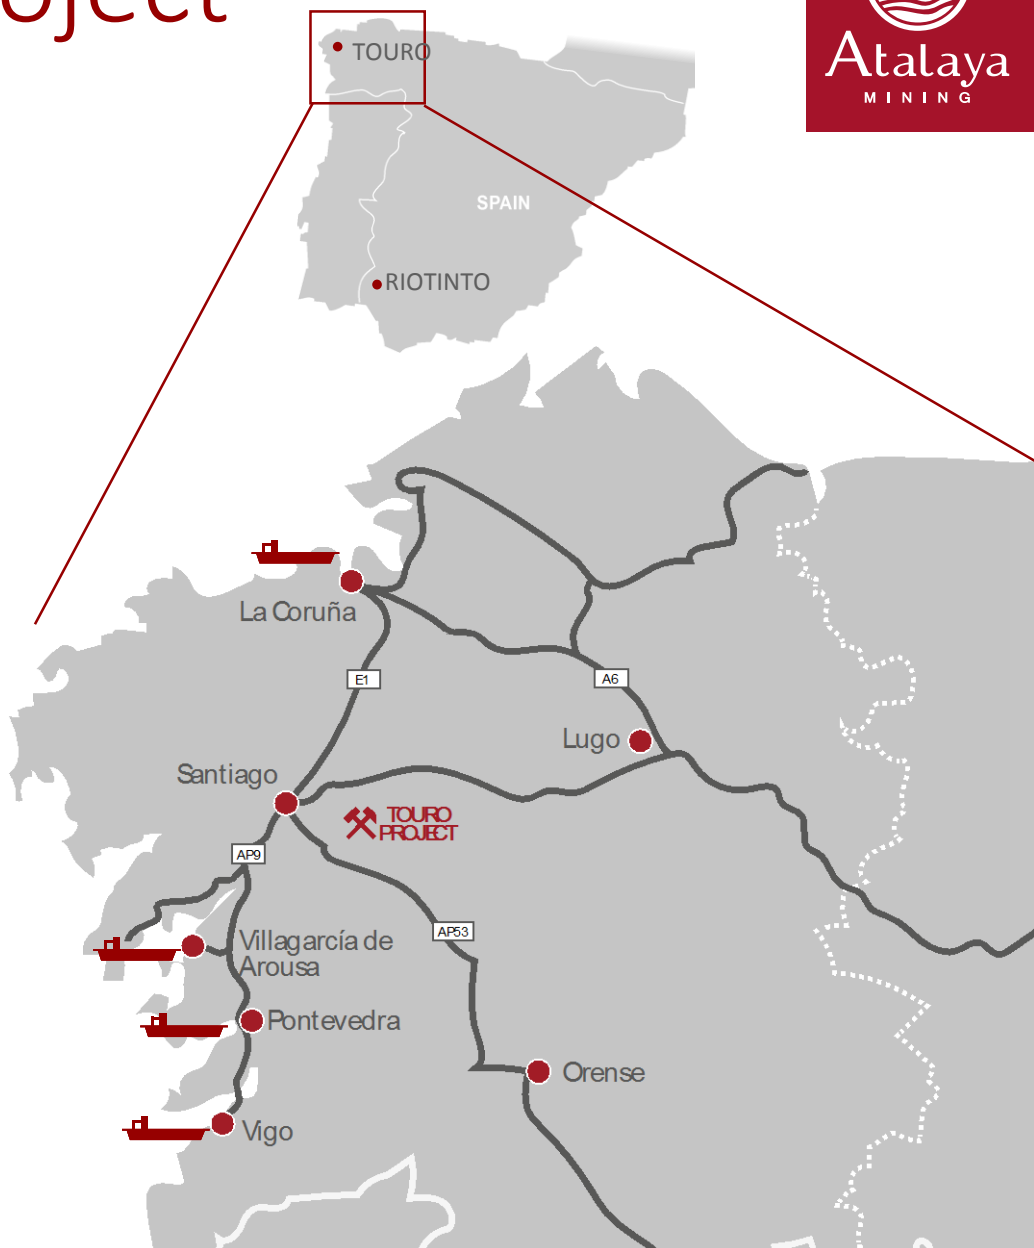 oject
Atalaya
MINING
TOURO
SPAIN
RIOTINTO
La Coruña
E1
A6
Lugo
Santiago
TOURO
PROJECT
AP9
AP53
Villagarcía de
Arousa
Pontevedra
Orense
Vigo